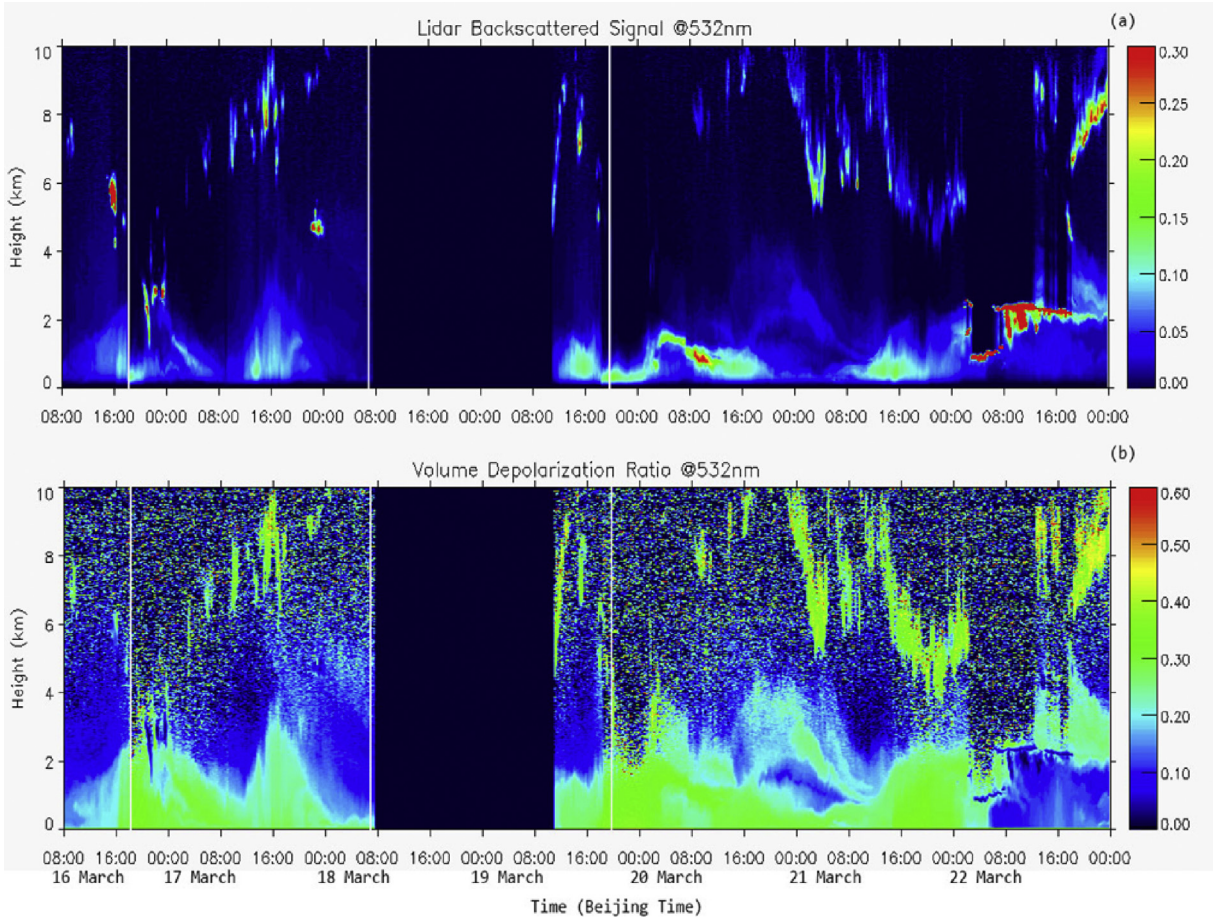 (a)
Lidar Backscattered Signal @532nm
10
8
6
4
2
0
Height (km)
0.30
0.25
0.20
0.15
0.10
0.05
0.00
08:00 16:00 00:00 08:00 16:00 00:00 08:00 16:00 00:00 08:00 16:00 00:00 08:00 16:00 00:00 08:00 16:00 00:00 08:00 16:00 00:00
(b)
Volume Depolarization Ratio @532nm
10
8
6
4
2
0
Height (km)
0.60
0.50
0.40
0.30
0.20
0.10
0.00
08:00 16:00 00:00 08:00 16:00 00:00 08:00 16:00 00:00 08:00 16:00 00:00 08:00 16:00 00:00 08:00 16:00 00:00 08:00 16:00 00:00
16 March 17 March 18 March 19 March 20 March 21 March 22 March
Time (Beijing Time)